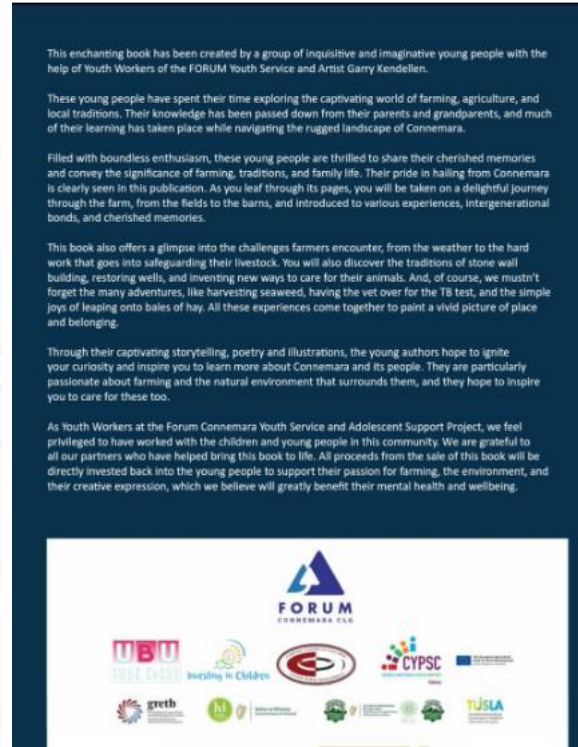 This enchanting book has been created by a group of inquisitive and imaginative young people with the
help of Youth Workers of the FORUM Youth Service and Artist Garry Kendellen.
These young people have spent their time exploring the captivating world of farming, agriculture, and
local traditions. Their knowledge has been passed down from their parents and grandparents, and much
of their learning has taken place while navigating the rugged landscape of Connemara.
Filled with boundless enthusiasm, these young people are thrilled to share their cherished memories
and convey the significance of farming, traditions, and family life. Their pride in hailing from Connemara
is clearly seen in this publication. As you leaf through its pages, you will be taken on a delightful journey
through the farm, from the fields to the barns, and introduced to various experiences, intergenerational
bonds, and cherished memories.
This book also offers a glimpse into the challenges farmers encounter, from the weather to the hard
work that goes into safeguarding their livestock. You will also discover the traditions of stone wall
building, restoring wells, and inventing new ways to care for their animals. And, of course, we mustn't
forget the many adventures, like harvesting seaweed, having the vet over for the TB test, and the simple
joys of leaping onto bales of hay. All these experiences come together to paint a vivid picture of place
and belonging.
Through their captivating storytelling, poetry and illustrations, the young authors hope to ignite
your curiosity and inspire you to learn more about Connemara and its people. They are particularly
passionate about farming and the natural environment that surrounds them, and they hope to inspire
you to care for these too.
As Youth Workers at the Forum Connemara Youth Service and Adolescent Support Project, we feel
privileged to have worked with the children and young people in this community. We are grateful to
all our partners who have helped bring this book to life. All proceeds from the sale of this book will be
directly invested back into the young people to support their passion for farming, the environment, and
their creative expression, which we believe will greatly benefit their mental health and wellbeing.
FORUM
CONNEMARA CLG
UBU
Investing in Children
CYPSC
gretb
TUSLA